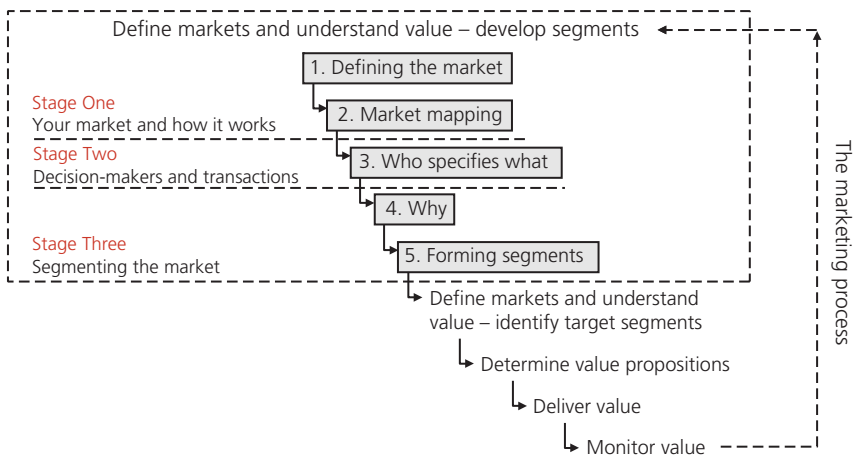 Define markets and understand value – develop segments
1. Defining the market
Stage One
2. Market mapping
Your market and how it works
Stage Two
3. Who specifies what
Decision-makers and transactions
4. Why
Stage Three
5. Forming segments
Segmenting the market
Define markets and understand
value – identify target segments
Determine value propositions
Deliver value
Monitor value
The marketing process